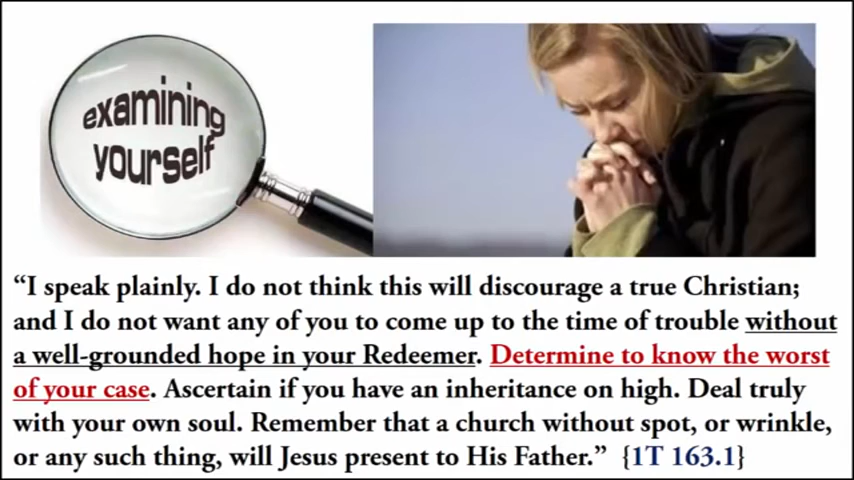 examining
yourself
“I speak plainly. I do not think this will discourage a true Christian;
and I do not want any of you to come up to the time of trouble without
a well-grounded hope in your Redeemer. Determine to know the worst
of your case. Ascertain if you have an inheritance on high. Deal truly
with your own soul. Remember that a church without spot, or wrinkle,
or any such thing, will Jesus present to His Father.” {1T 163.1}